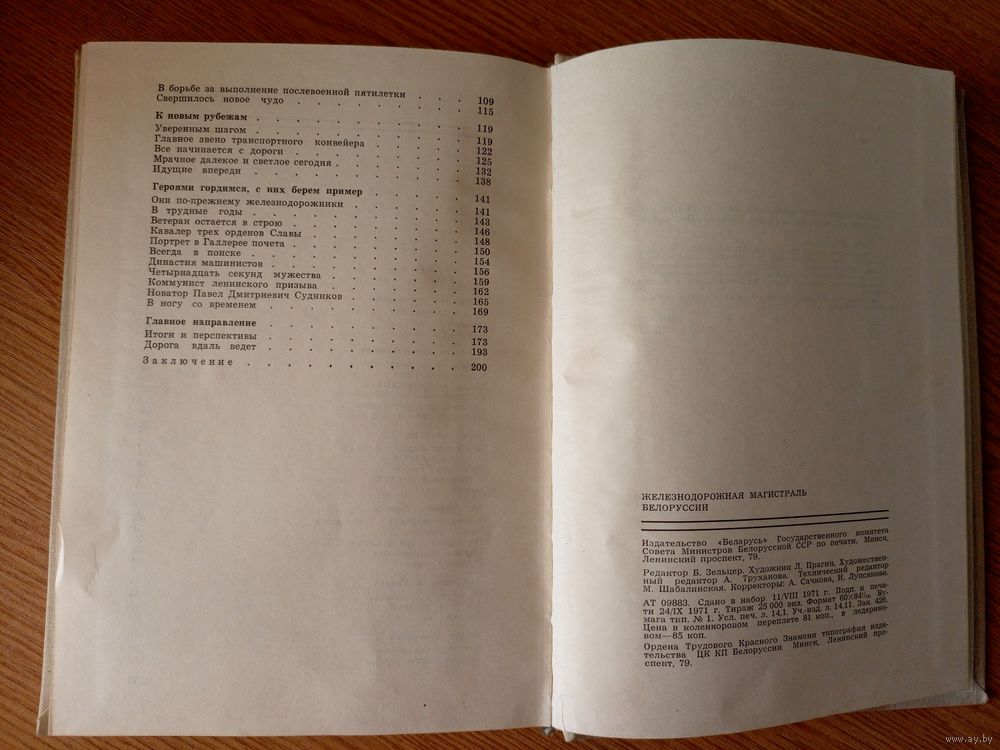 В борьбе за выполнение послевоенной пятилетки . . . 109
Свершилось новое чудо . . . . . 115
К новым рубежам . . . . . . 119
Уверенным шагом . . . . . . 119
Главное звено транспортного конвейера . . . 122
Все начинается с дороги . . . . . 125
Мрачное далекое и светлое сегодня . . . . 132
Идущие впереди . . . . . . 138
Героями гордимся, с них берем пример . . . 141
Они по-прежнему железнодорожники . . . . 141
В трудные годы . . . . . . 143
Ветеран остается в строю . . . . . 146
Кавалер трех орденов Славы . . . . . 148
Портрет в Галлерее почета . . . . . 150
Всегда в поиске . . . . . . 154
Династия машинистов . . . . . . 156
Четырнадцать секунд мужества . . . . 159
Коммунист ленинского призыва . . . . 162
Новатор Павел Дмитриевич Судников . . . . 165
В ногу со временем . . . . . . 169
Главное направление . . . . . . 173
Итоги и перспективы . . . . . . 173
Дорога вдаль ведет . . . . . . 193
Заключение . . . . . . . 200
ЖЕЛЕЗНОДОРОЖНАЯ МАГИСТРАЛЬ
БЕЛОРУССИИ
Издательство «Беларусь» Государственного комитета
Совета Министров Белорусской ССР по печати. Минск,
Ленинский проспект, 79.
Редактор Б. Зельцер. Художник Л. Прагин. Художествен-
ный редактор А. Труханова. Технический редактор
М. Шабалинская. Корректоры: А. Сачкова, Н. Лупсякова.
АТ 09883. Сдано в набор 11/VIII 1971 г. Подп. к печа-
ти 24/IX 1971 г. Тираж 25 000 экз. Формат 60×84¹/₁₆. Бу-
мага тип. № 1. Усл. печ. л. 14,1. Уч.-изд. л. 14,11. Зак. 426.
Цена в коленкоровом переплете 81 коп., в ледерино-
вом—85 коп.
Ордена Трудового Красного Знамени типография изда-
тельства ЦК КП Белоруссии Минск, Ленинский про-
спект, 79.
www.ay.by